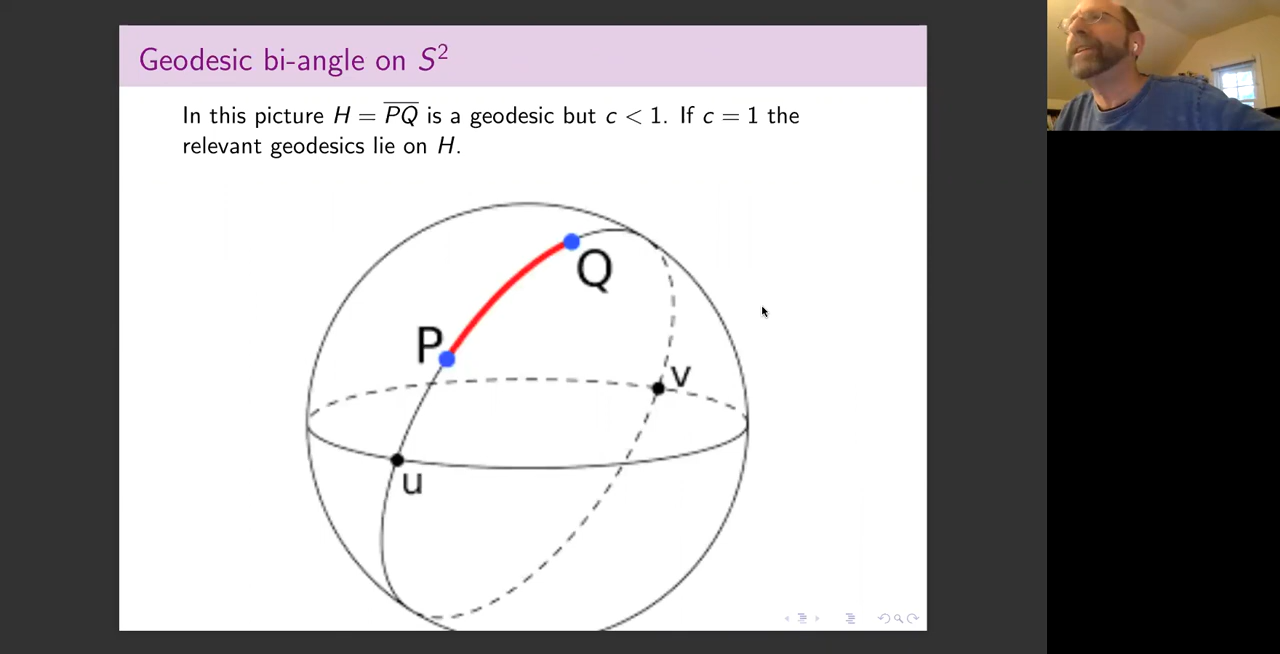 Geodesic bi-angle on S²
In this picture H = P̅Q̅ is a geodesic but c < 1. If c = 1 the
relevant geodesics lie on H.
Q
P
v
u